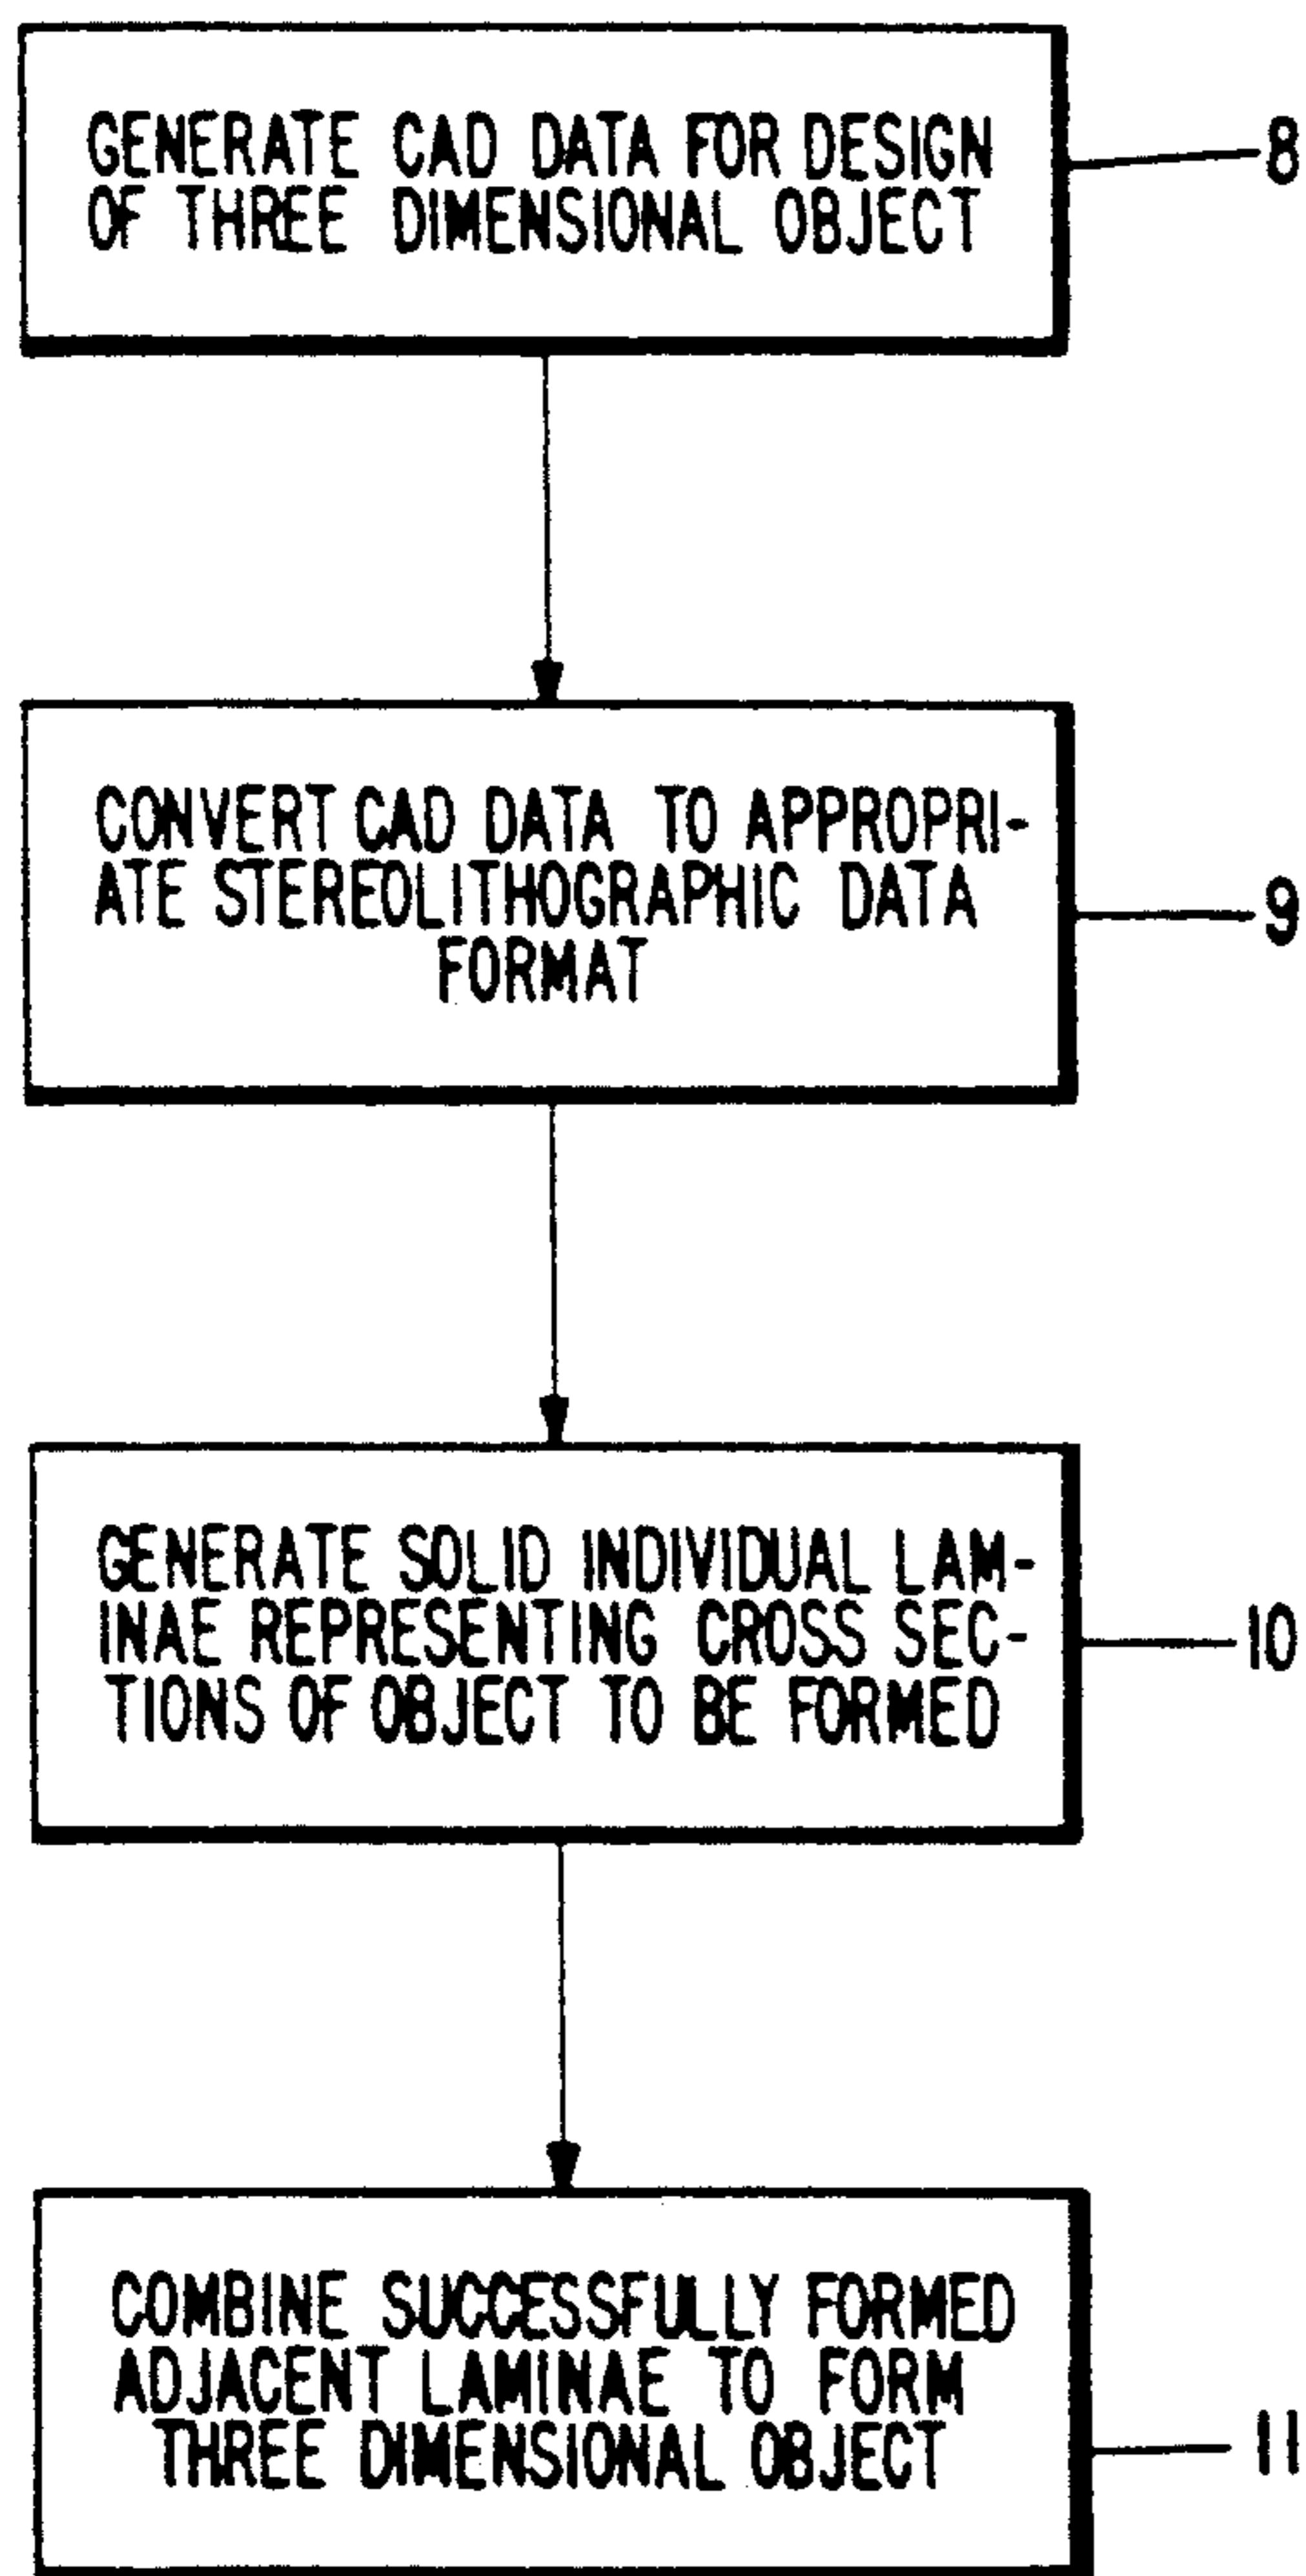 GENERATE CAD DATA FOR DESIGN
OF THREE DIMENSIONAL OBJECT
8
CONVERT CAD DATA TO APPROPRI-
ATE STEREOLITHOGRAPHIC DATA
FORMAT
9
GENERATE SOLID INDIVIDUAL LAM-
INAE REPRESENTING CROSS SEC-
TIONS OF OBJECT TO BE FORMED
10
COMBINE SUCCESSFULLY FORMED
ADJACENT LAMINAE TO FORM
THREE DIMENSIONAL OBJECT
11